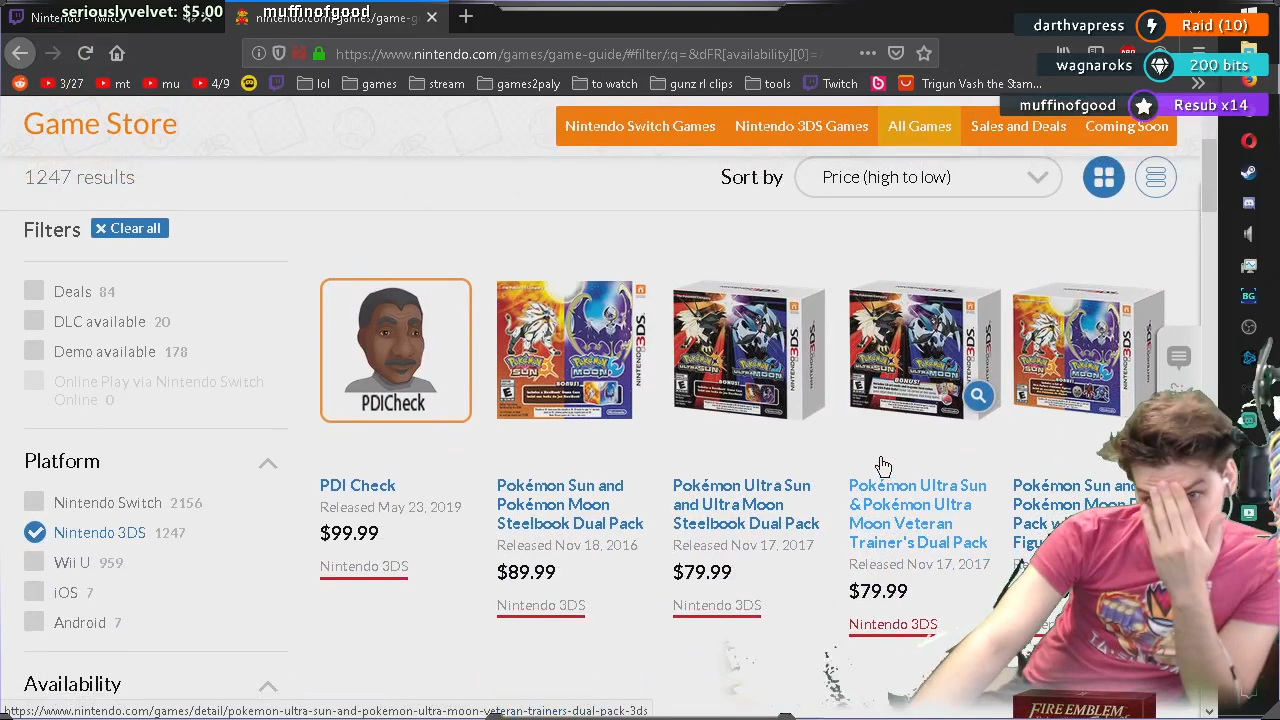 seriouslyvelvet: $5.00
muffinofgood
Nintendo
nintendo.com/games/game-g
darthvapress Raid (10)
https://www.nintendo.com/games/game-guide/#filter/:q=&dFR[availability][0]=
wagnaroks 200 bits
3/27 mt mu 4/9 lol games stream games2paly to watch gunz rl clips tools Twitch Trigun Vash the Stam…
muffinofgood Resub x14
Game Store
Nintendo Switch Games Nintendo 3DS Games All Games Sales and Deals Coming Soon
1247 results
Sort by Price (high to low)
Filters Clear all
Deals 84
DLC available 20
Demo available 178
Online Play via Nintendo Switch
Online 0
Platform
Nintendo Switch 2156
Nintendo 3DS 1247
Wii U 959
iOS 7
Android 7
Availability
PDICheck
PDI Check
Released May 23, 2019
$99.99
Nintendo 3DS
Pokémon Sun and
Pokémon Moon
Steelbook Dual Pack
Released Nov 18, 2016
$89.99
Nintendo 3DS
Pokémon Ultra Sun
and Ultra Moon
Steelbook Dual Pack
Released Nov 17, 2017
$79.99
Nintendo 3DS
Pokémon Ultra Sun
& Pokémon Ultra
Moon Veteran
Trainer's Dual Pack
Released Nov 17, 2017
$79.99
Nintendo 3DS
Pokémon Sun and
Pokémon Moon
Pack
FIRE EMBLEM
BG
https://www.nintendo.com/games/detail/pokemon-ultra-sun-and-pokemon-ultra-moon-veteran-trainers-dual-pack-3ds